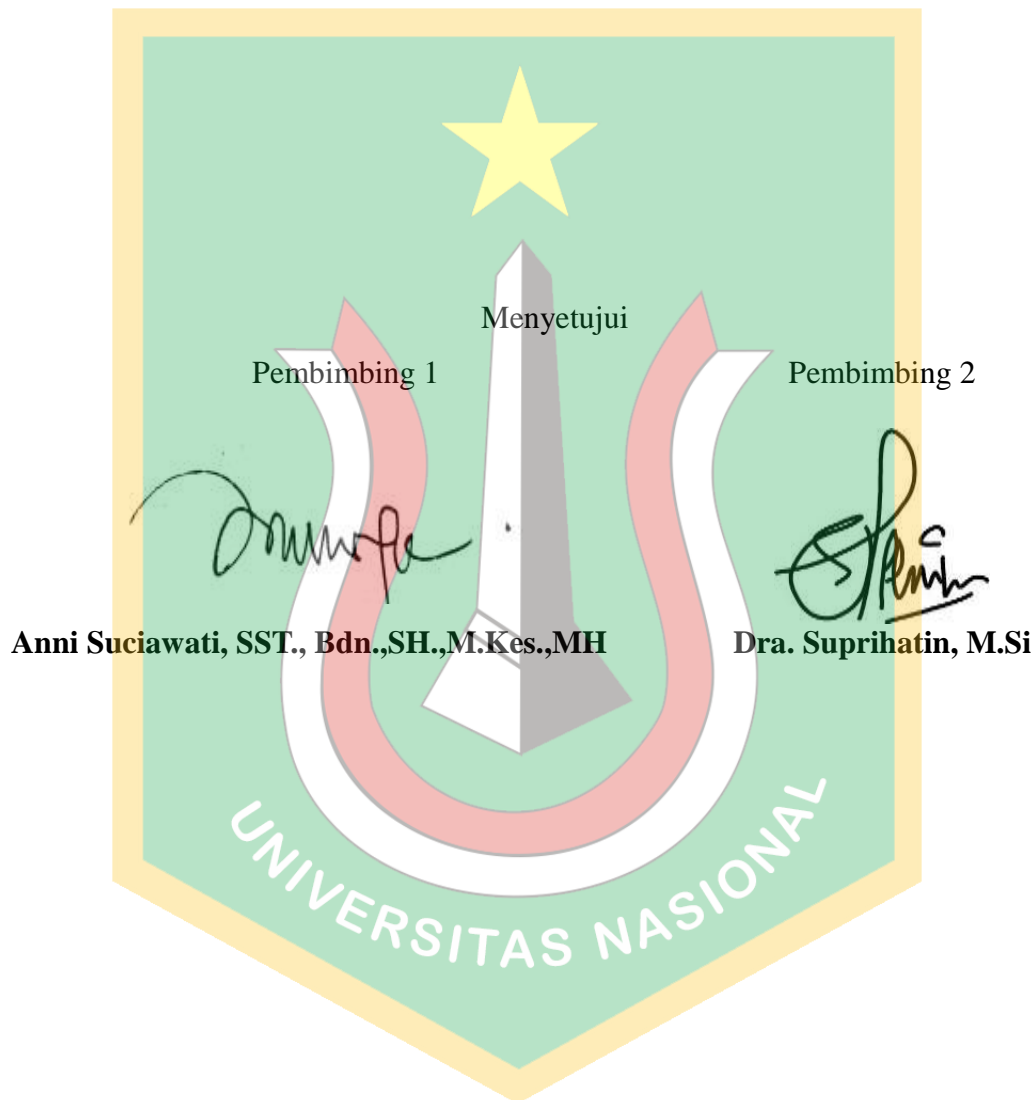 Menyetujui
Pembimbing 1 Pembimbing 2
Anni Suciawati, SST., Bdn.,SH.,M.Kes.,MH Dra. Suprihatin, M.Si
UNIVERSITAS NASIONAL